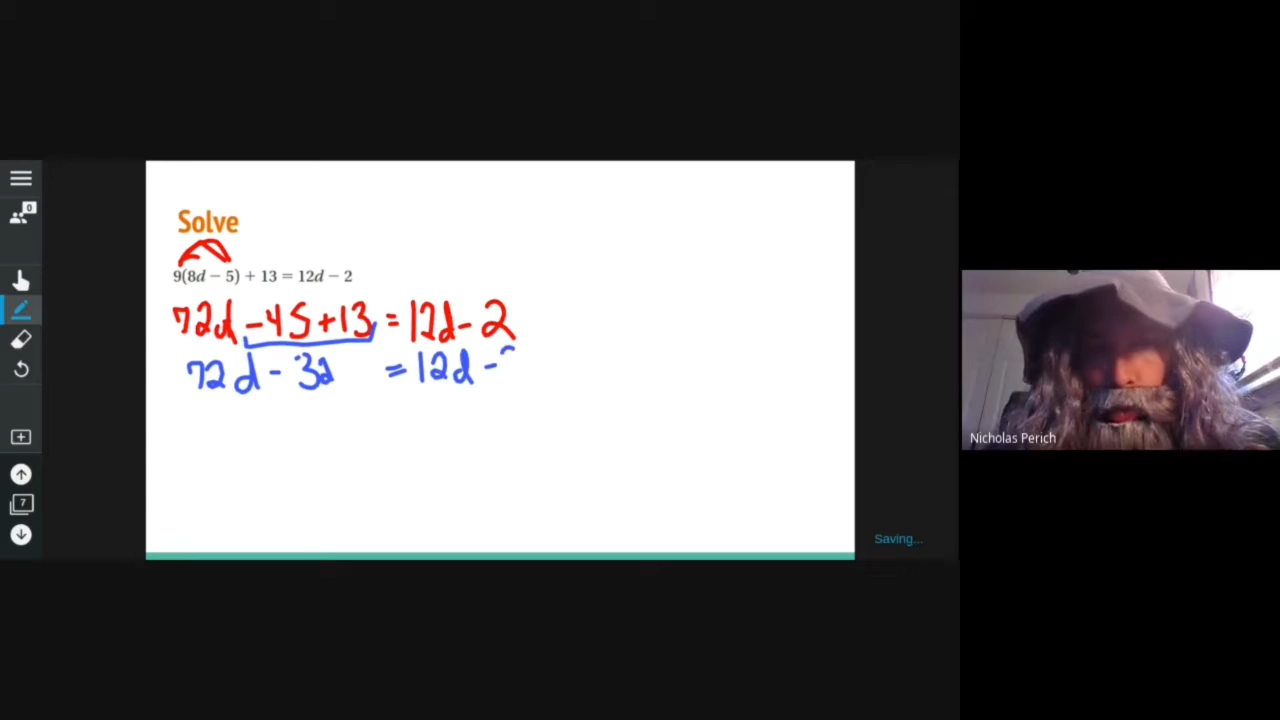 0
Solve
9(8d − 5) + 13 = 12d − 2
72d - 45 + 13 = 12d - 2
72d - 32 = 12d -
Nicholas Perich
7
Saving...